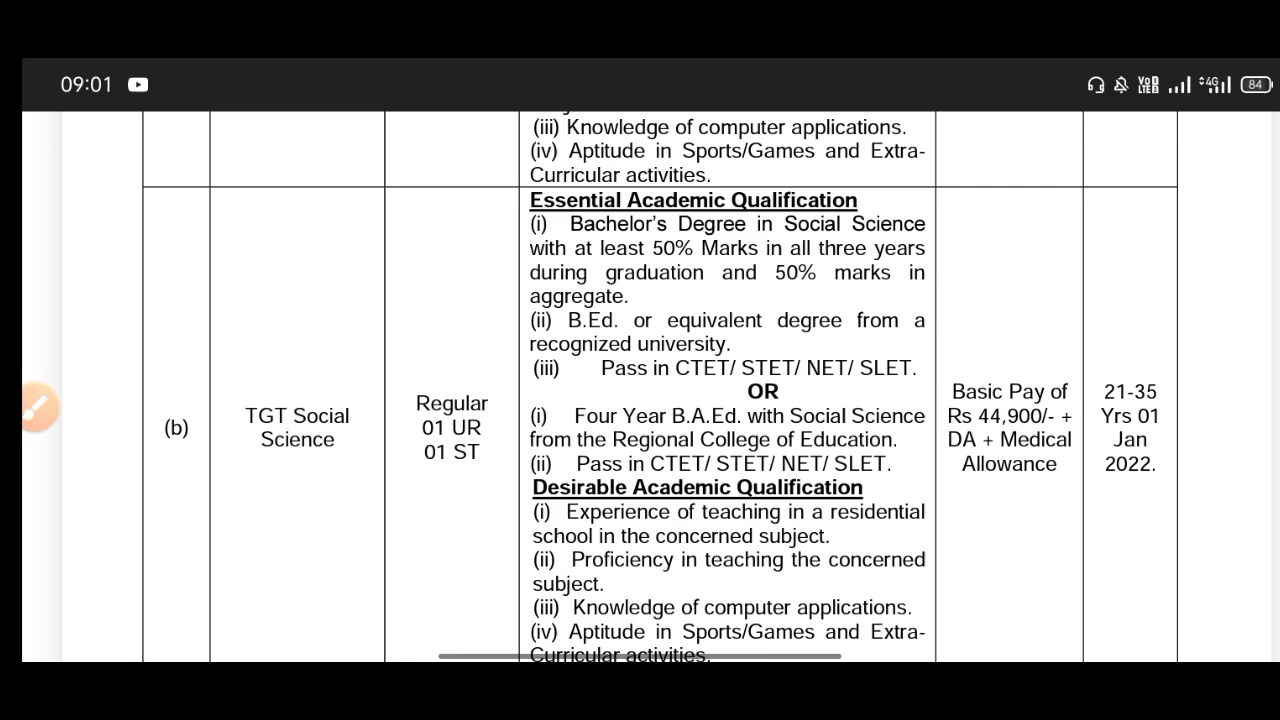 09:01
VoD LTE2 4G 84
(iii) Knowledge of computer applications.
(iv) Aptitude in Sports/Games and Extra-
Curricular activities.
(b)
TGT Social
Science
Regular
01 UR
01 ST
Essential Academic Qualification
(i) Bachelor's Degree in Social Science
with at least 50% Marks in all three years
during graduation and 50% marks in
aggregate.
(ii) B.Ed. or equivalent degree from a
recognized university.
(iii) Pass in CTET/ STET/ NET/ SLET.
OR
(i) Four Year B.A.Ed. with Social Science
from the Regional College of Education.
(ii) Pass in CTET/ STET/ NET/ SLET.
Desirable Academic Qualification
(i) Experience of teaching in a residential
school in the concerned subject.
(ii) Proficiency in teaching the concerned
subject.
(iii) Knowledge of computer applications.
(iv) Aptitude in Sports/Games and Extra-
Curricular activities.
Basic Pay of
Rs 44,900/- +
DA + Medical
Allowance
21-35
Yrs 01
Jan
2022.